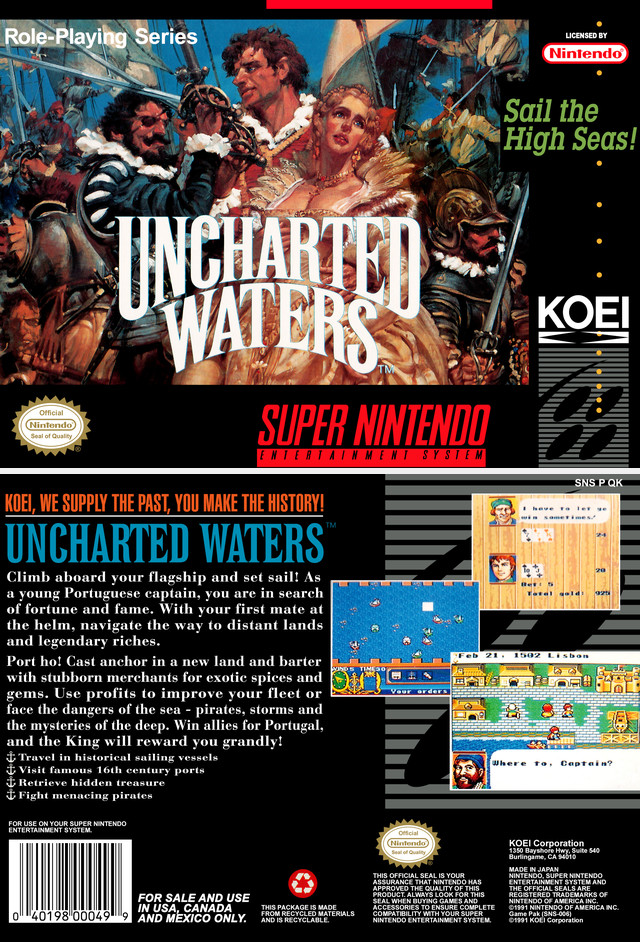 Role-Playing Series
LICENSED BY
Nintendo®
Sail the
High Seas!
UNCHARTED
WATERS™
KOEI
Official
Nintendo®
Seal of Quality
®
SUPER NINTENDO
ENTERTAINMENT SYSTEM
SNS P QK
KOEI, WE SUPPLY THE PAST, YOU MAKE THE HISTORY!
UNCHARTED WATERS™
Climb aboard your flagship and set sail! As
a young Portuguese captain, you are in search
of fortune and fame. With your first mate at
the helm, navigate the way to distant lands
and legendary riches.
Port ho! Cast anchor in a new land and barter
with stubborn merchants for exotic spices and
gems. Use profits to improve your fleet or
face the dangers of the sea - pirates, storms and
the mysteries of the deep. Win allies for Portugal,
and the King will reward you grandly!
Travel in historical sailing vessels
Visit famous 16th century ports
Retrieve hidden treasure
Fight menacing pirates
I have to let yo
win sometimes."
24
20
Bet: 5
Total gold: 925
Your orders
Feb 21, 1502 Lisbon
Where to, Captain?
FOR USE ON YOUR SUPER NINTENDO
ENTERTAINMENT SYSTEM.
0 40198 00049 9
FOR SALE AND USE
IN USA, CANADA
AND MEXICO ONLY.
THIS PACKAGE IS MADE
FROM RECYCLED MATERIALS
AND IS RECYCLABLE.
Official
Nintendo®
Seal of Quality
THIS OFFICIAL SEAL IS YOUR
ASSURANCE THAT NINTENDO HAS
APPROVED THE QUALITY OF THIS
PRODUCT. ALWAYS LOOK FOR THIS
SEAL WHEN BUYING GAMES AND
ACCESSORIES TO ENSURE COMPLETE
COMPATIBILITY WITH YOUR SUPER
NINTENDO ENTERTAINMENT SYSTEM.
KOEI Corporation
1350 Bayshore Hwy, Suite 540
Burlingame, CA 94010
MADE IN JAPAN
NINTENDO, SUPER NINTENDO
ENTERTAINMENT SYSTEM AND
THE OFFICIAL SEALS ARE
REGISTERED TRADEMARKS OF
NINTENDO OF AMERICA INC.
©1991 NINTENDO OF AMERICA INC.
Game Pak (SNS-006)
©1991 KOEI Corporation